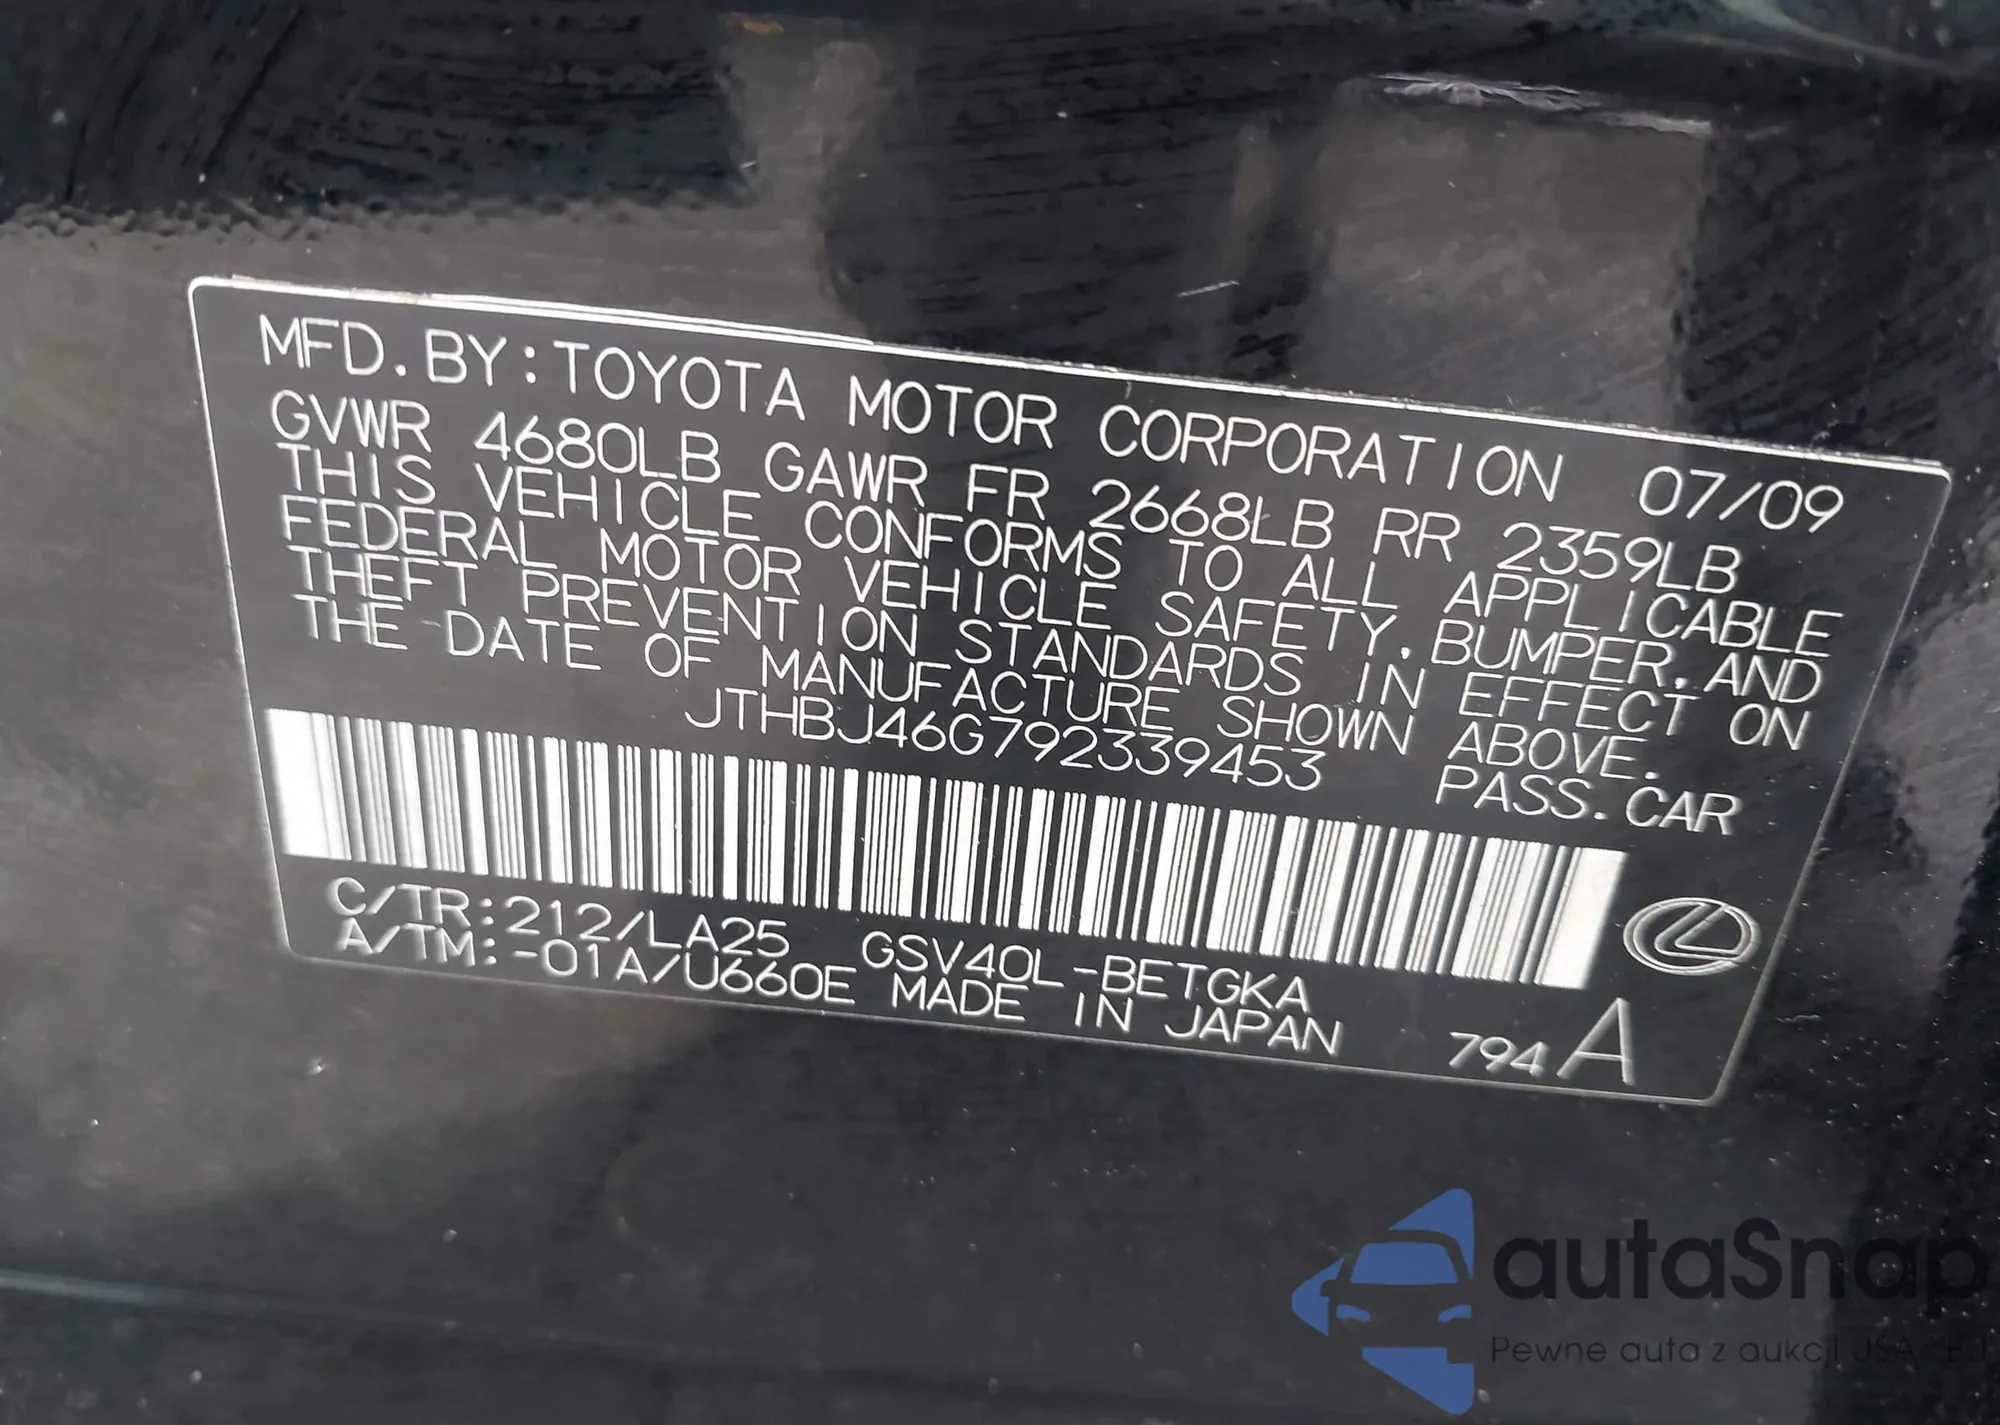 MFD. BY: TOYOTA MOTOR CORPORATION 07/09
GVWR 4680LB GAWR FR 2668LB RR 2359LB
THIS VEHICLE CONFORMS TO ALL APPLICABLE
FEDERAL MOTOR VEHICLE SAFETY, BUMPER, AND
THEFT PREVENTION STANDARDS IN EFFECT ON
THE DATE OF MANUFACTURE SHOWN ABOVE.
JTHBJ46G792339453 PASS. CAR
C/TR:212/LA25 GSV40L-BETGKA
A/TM:-01A/U660E MADE IN JAPAN 794 A
autaSnap
Pewne auta z aukcji USA - EU